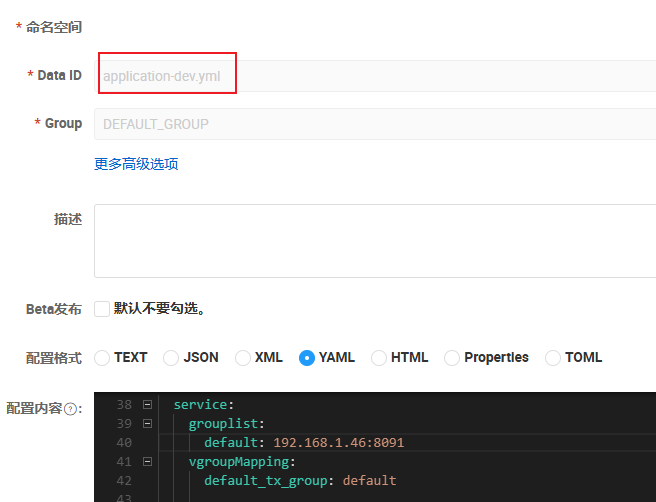 * 命名空间
* Data ID application-dev.yml
* Group DEFAULT_GROUP
更多高级选项
描述
Beta发布 默认不要勾选。
配置格式 TEXT JSON XML YAML HTML Properties TOML
配置内容?:
38 service:
39 grouplist:
40 default: 192.168.1.46:8091
41 vgroupMapping:
42 default_tx_group: default
43